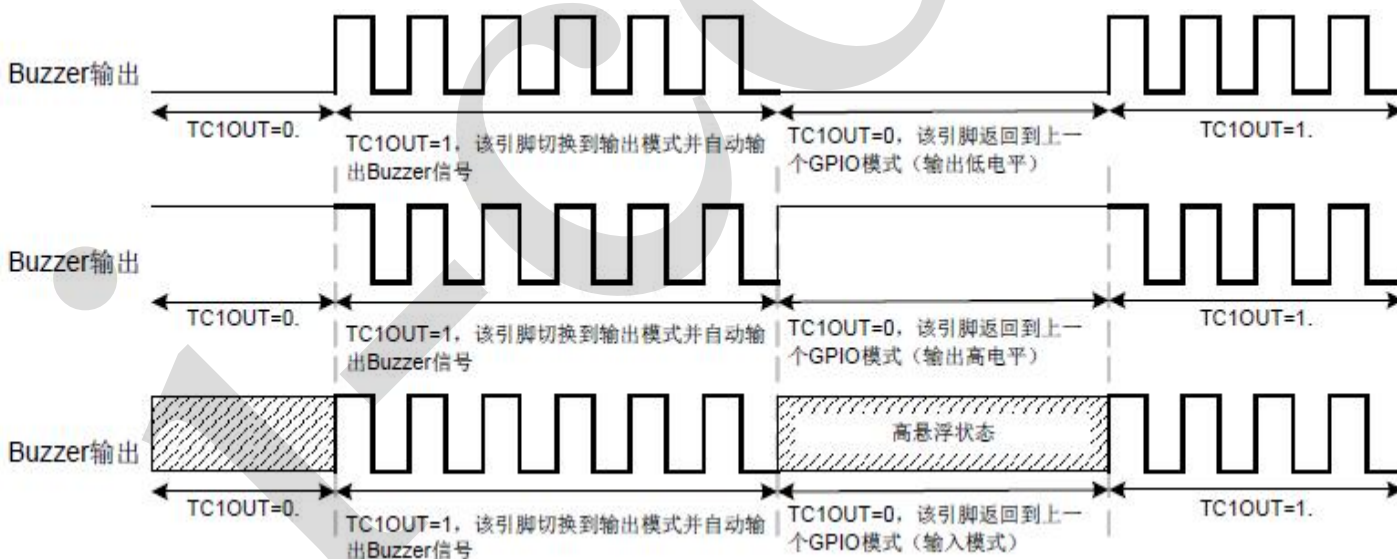 Buzzer输出
TC1OUT=0.
TC1OUT=1，该引脚切换到输出模式并自动输
出Buzzer信号
TC1OUT=0，该引脚返回到上一
个GPIO模式（输出低电平）
TC1OUT=1.
Buzzer输出
TC1OUT=0.
TC1OUT=1，该引脚切换到输出模式并自动输
出Buzzer信号
TC1OUT=0，该引脚返回到上一
个GPIO模式（输出高电平）
TC1OUT=1.
Buzzer输出
高悬浮状态
TC1OUT=0.
TC1OUT=1，该引脚切换到输出模式并自动输
出Buzzer信号
TC1OUT=0，该引脚返回到上一
个GPIO模式（输入模式）
TC1OUT=1.